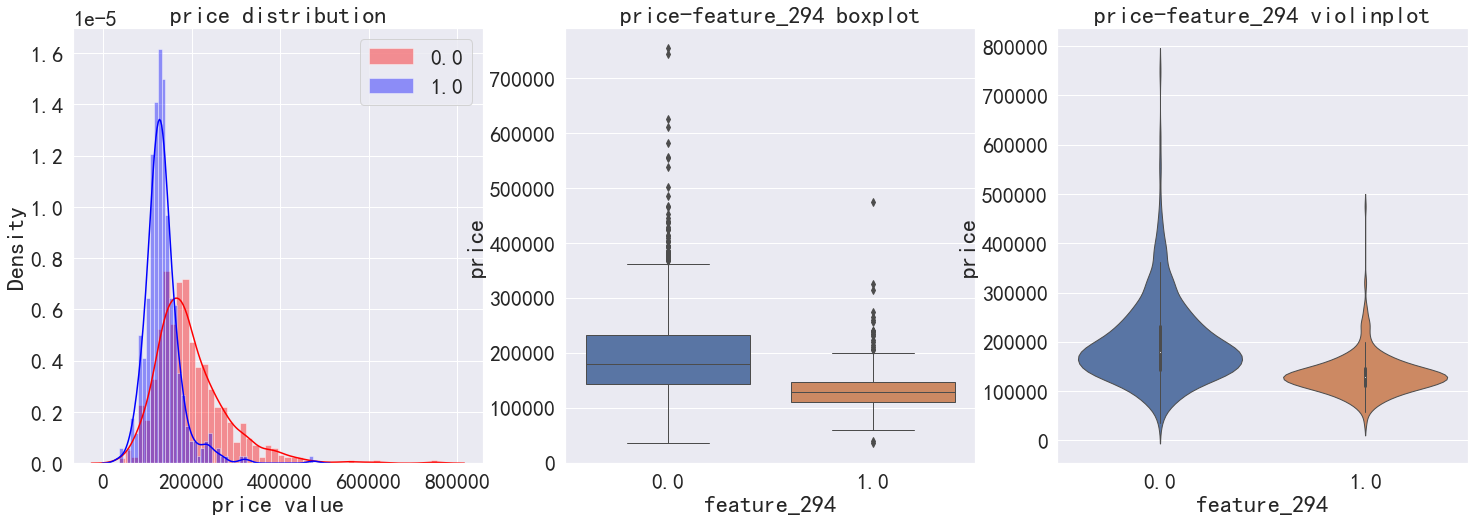 price distribution
1e-5
1.6
1.4
1.2
1.0
0.8
0.6
0.4
0.2
0.0
Density
0.0
1.0
0 200000 400000 600000 800000
price value
price-feature_294 boxplot
700000
600000
500000
400000
300000
200000
100000
0
price
0.0 1.0
feature_294
price-feature_294 violinplot
800000
700000
600000
500000
400000
300000
200000
100000
0
price
0.0 1.0
feature_294